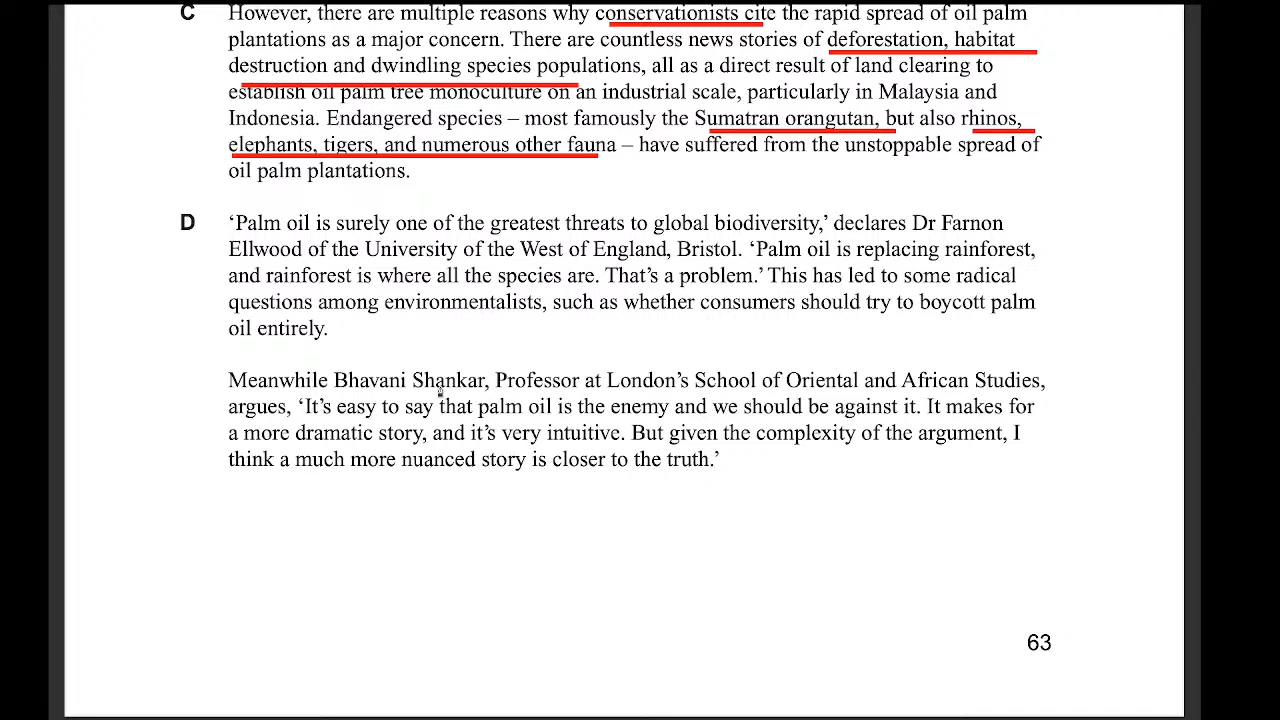 C However, there are multiple reasons why conservationists cite the rapid spread of oil palm
plantations as a major concern. There are countless news stories of deforestation, habitat
destruction and dwindling species populations, all as a direct result of land clearing to
establish oil palm tree monoculture on an industrial scale, particularly in Malaysia and
Indonesia. Endangered species – most famously the Sumatran orangutan, but also rhinos,
elephants, tigers, and numerous other fauna – have suffered from the unstoppable spread of
oil palm plantations.
D ‘Palm oil is surely one of the greatest threats to global biodiversity,’ declares Dr Farnon
Ellwood of the University of the West of England, Bristol. ‘Palm oil is replacing rainforest,
and rainforest is where all the species are. That’s a problem.’ This has led to some radical
questions among environmentalists, such as whether consumers should try to boycott palm
oil entirely.
Meanwhile Bhavani Shankar, Professor at London’s School of Oriental and African Studies,
argues, ‘It’s easy to say that palm oil is the enemy and we should be against it. It makes for
a more dramatic story, and it’s very intuitive. But given the complexity of the argument, I
think a much more nuanced story is closer to the truth.’
63